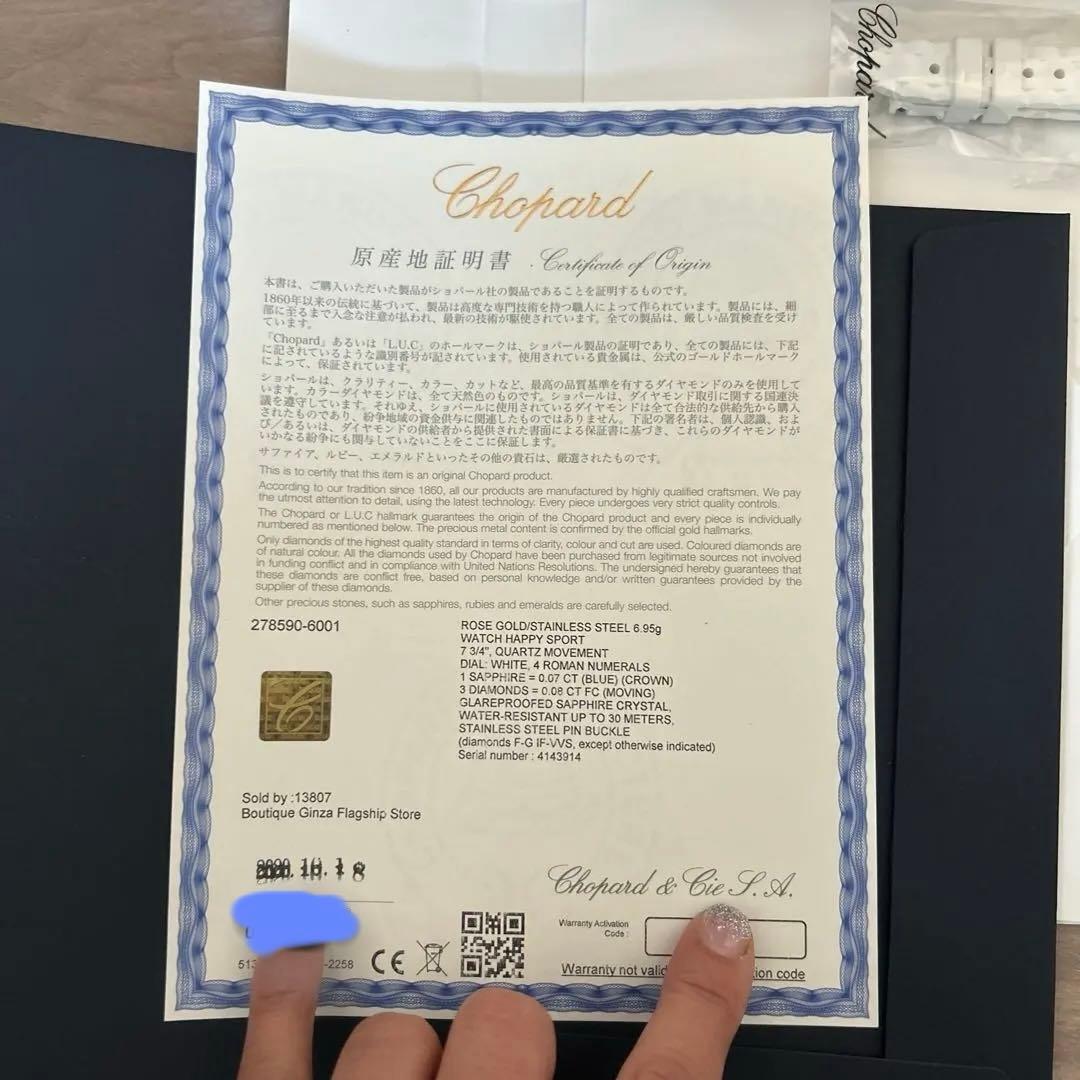 Chopard
Chopard
原産地証明書 . Certificate of Origin
本書は、ご購入いただいた製品がショパール社の製品であることを証明するものです。
1860年以来の伝統に基づいて、製品は高度な専門技術を持つ職人によって作られています。製品には、細
部に至るまで入念な注意が払われ、最新の技術が駆使されています。全ての製品は、厳しい品質検査を受け
ています。
「Chopard」あるいは「L.U.C」のホールマークは、ショパール製品の証明であり、全ての製品には、下記
に記されているような識別番号が記されています。使用されている貴金属は、公式のゴールドホールマーク
によって、保証されています。
ショパールは、クラリティー、カラー、カットなど、最高の品質基準を有するダイヤモンドのみを使用して
います。カラーダイヤモンドは、全て天然色のものです。ショパールは、ダイヤモンド取引に関する国連決
議を遵守しています。それゆえ、ショパールに使用されているダイヤモンドは全て合法的な供給先から購入
されたものであり、紛争地域の資金供与に関連したものではありません。下記の署名者は、個人認識、およ
び／あるいは、ダイヤモンドの供給者から提供された書面による保証書に基づき、これらのダイヤモンドが
いかなる紛争にも関与していないことをここに保証します。
サファイア、ルビー、エメラルドといったその他の貴石は、厳選されたものです。
This is to certify that this item is an original Chopard product.
According to our tradition since 1860, all our products are manufactured by highly qualified craftsmen. We pay
the utmost attention to detail, using the latest technology. Every piece undergoes very strict quality controls.
The Chopard or L.U.C hallmark guarantees the origin of the Chopard product and every piece is individually
numbered as mentioned below. The precious metal content is confirmed by the official gold hallmarks.
Only diamonds of the highest quality standard in terms of clarity, colour and cut are used. Coloured diamonds are
of natural colour. All the diamonds used by Chopard have been purchased from legitimate sources not involved
in funding conflict and in compliance with United Nations Resolutions. The undersigned hereby guarantees that
these diamonds are conflict free, based on personal knowledge and/or written guarantees provided by the
supplier of these diamonds.
Other precious stones, such as sapphires, rubies and emeralds are carefully selected.
278590-6001
ROSE GOLD/STAINLESS STEEL 6.95g
WATCH HAPPY SPORT
7 3/4", QUARTZ MOVEMENT
DIAL: WHITE, 4 ROMAN NUMERALS
1 SAPPHIRE = 0.07 CT (BLUE) (CROWN)
3 DIAMONDS = 0.08 CT FC (MOVING)
GLAREPROOFED SAPPHIRE CRYSTAL,
WATER-RESISTANT UP TO 30 METERS,
STAINLESS STEEL PIN BUCKLE
(diamonds F-G IF-VVS, except otherwise indicated)
Serial number : 4143914
Sold by :13807
Boutique Ginza Flagship Store
Chopard & Cie S.A.
Warranty Activation
Code :
CE
513 -2258
Warranty not valid code